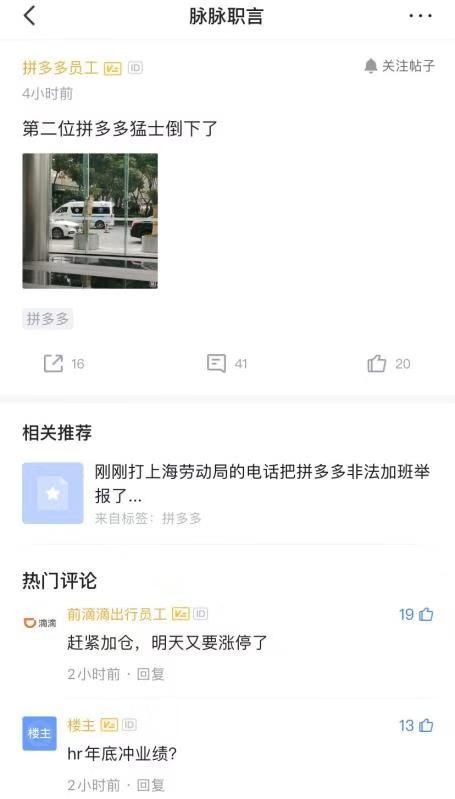 脉脉职言
拼多多员工 V ID
关注帖子
4小时前
第二位拼多多猛士倒下了
拼多多
16
41
20
相关推荐
刚刚打上海劳动局的电话把拼多多非法加班举
报了...
来自标签：拼多多
热门评论
滴滴
前滴滴出行员工 V ID
19
赶紧加仓，明天又要涨停了
2小时前 · 回复
楼主
楼主 V ID
13
hr年底冲业绩?
2小时前 · 回复